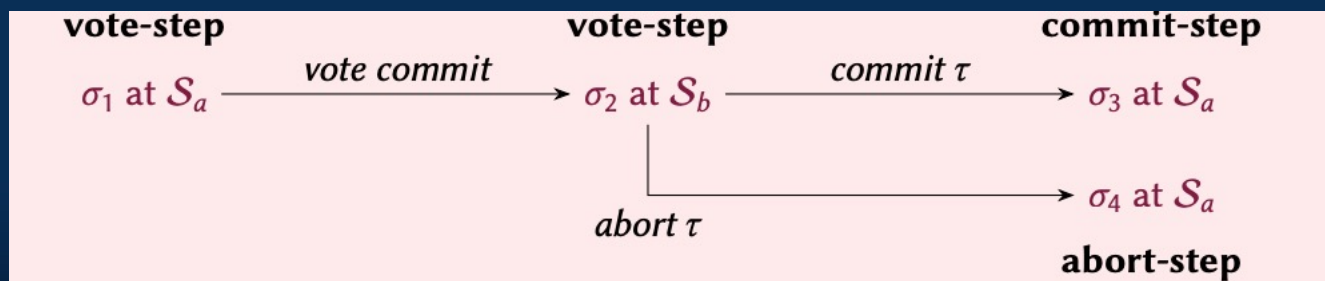 vote-step vote-step commit-step
σ₁ at 𝒮ₐ vote commit σ₂ at 𝒮_b commit τ σ₃ at 𝒮ₐ
abort τ σ₄ at 𝒮ₐ
abort-step